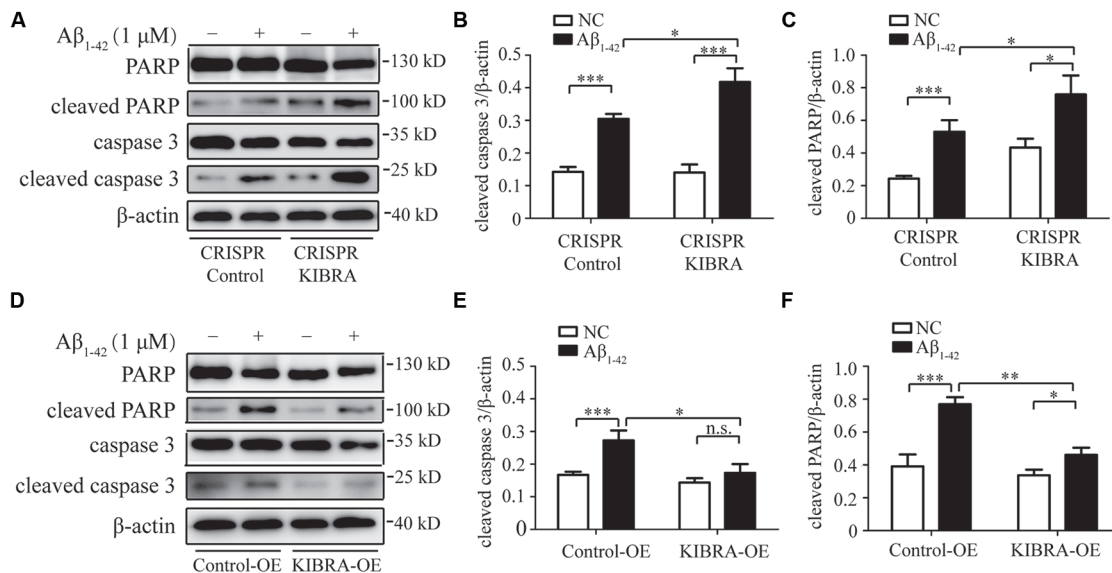 A
Aβ1-42 (1 μM) − + − +
PARP -130 kD
cleaved PARP -100 kD
caspase 3 -35 kD
cleaved caspase 3 -25 kD
β-actin -40 kD
CRISPR Control CRISPR KIBRA
B
NC
Aβ1-42
cleaved caspase 3/β-actin
0.5
0.4
0.3
0.2
0.1
0
***
***
*
CRISPR Control CRISPR KIBRA
C
NC
Aβ1-42
cleaved PARP/β-actin
1.0
0.8
0.6
0.4
0.2
0
***
*
*
CRISPR Control CRISPR KIBRA
D
Aβ1-42 (1 μM) − + − +
PARP -130 kD
cleaved PARP -100 kD
caspase 3 -35 kD
cleaved caspase 3 -25 kD
β-actin -40 kD
Control-OE KIBRA-OE
E
NC
Aβ1-42
cleaved caspase 3/β-actin
0.5
0.4
0.3
0.2
0.1
0
***
*
n.s.
Control-OE KIBRA-OE
F
NC
Aβ1-42
cleaved PARP/β-actin
1.0
0.8
0.6
0.4
0.2
0
***
**
*
Control-OE KIBRA-OE